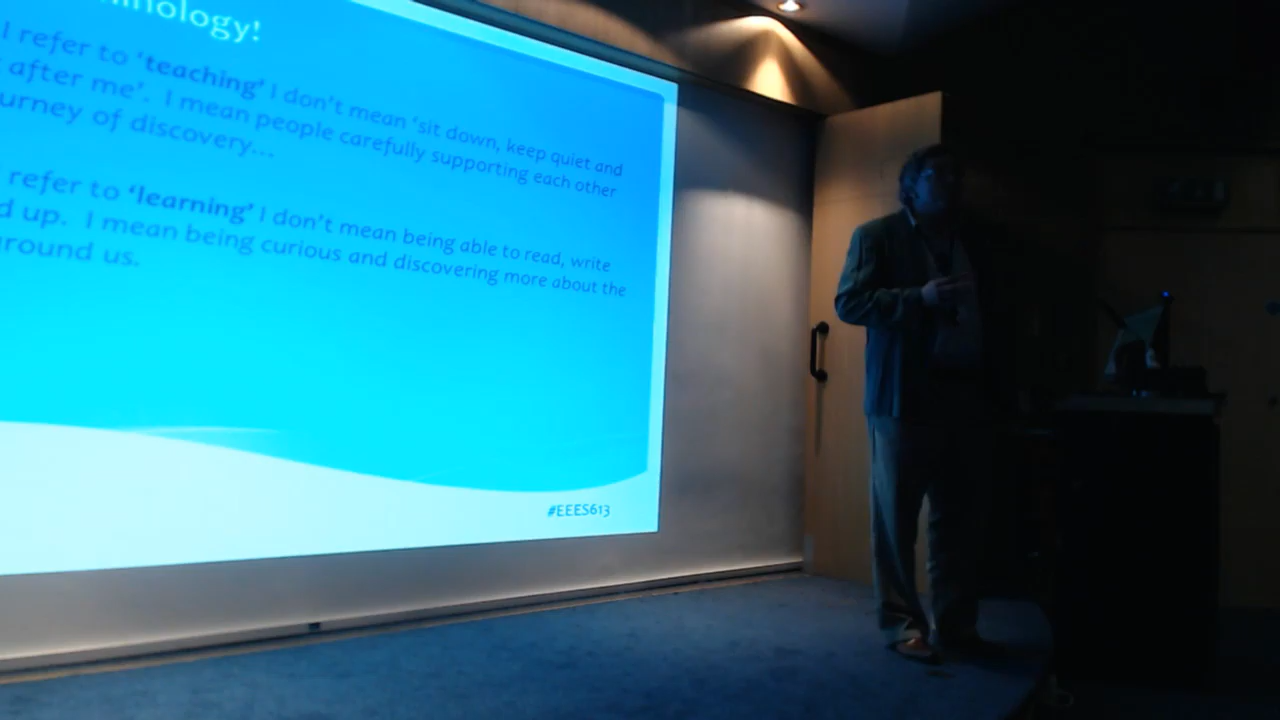 nology!
I refer to ‘teaching’ I don’t mean ‘sit down, keep quiet and
after me’. I mean people carefully supporting each other
urney of discovery...
refer to ‘learning’ I don’t mean being able to read, write
d up. I mean being curious and discovering more about the
around us.
#EEES613